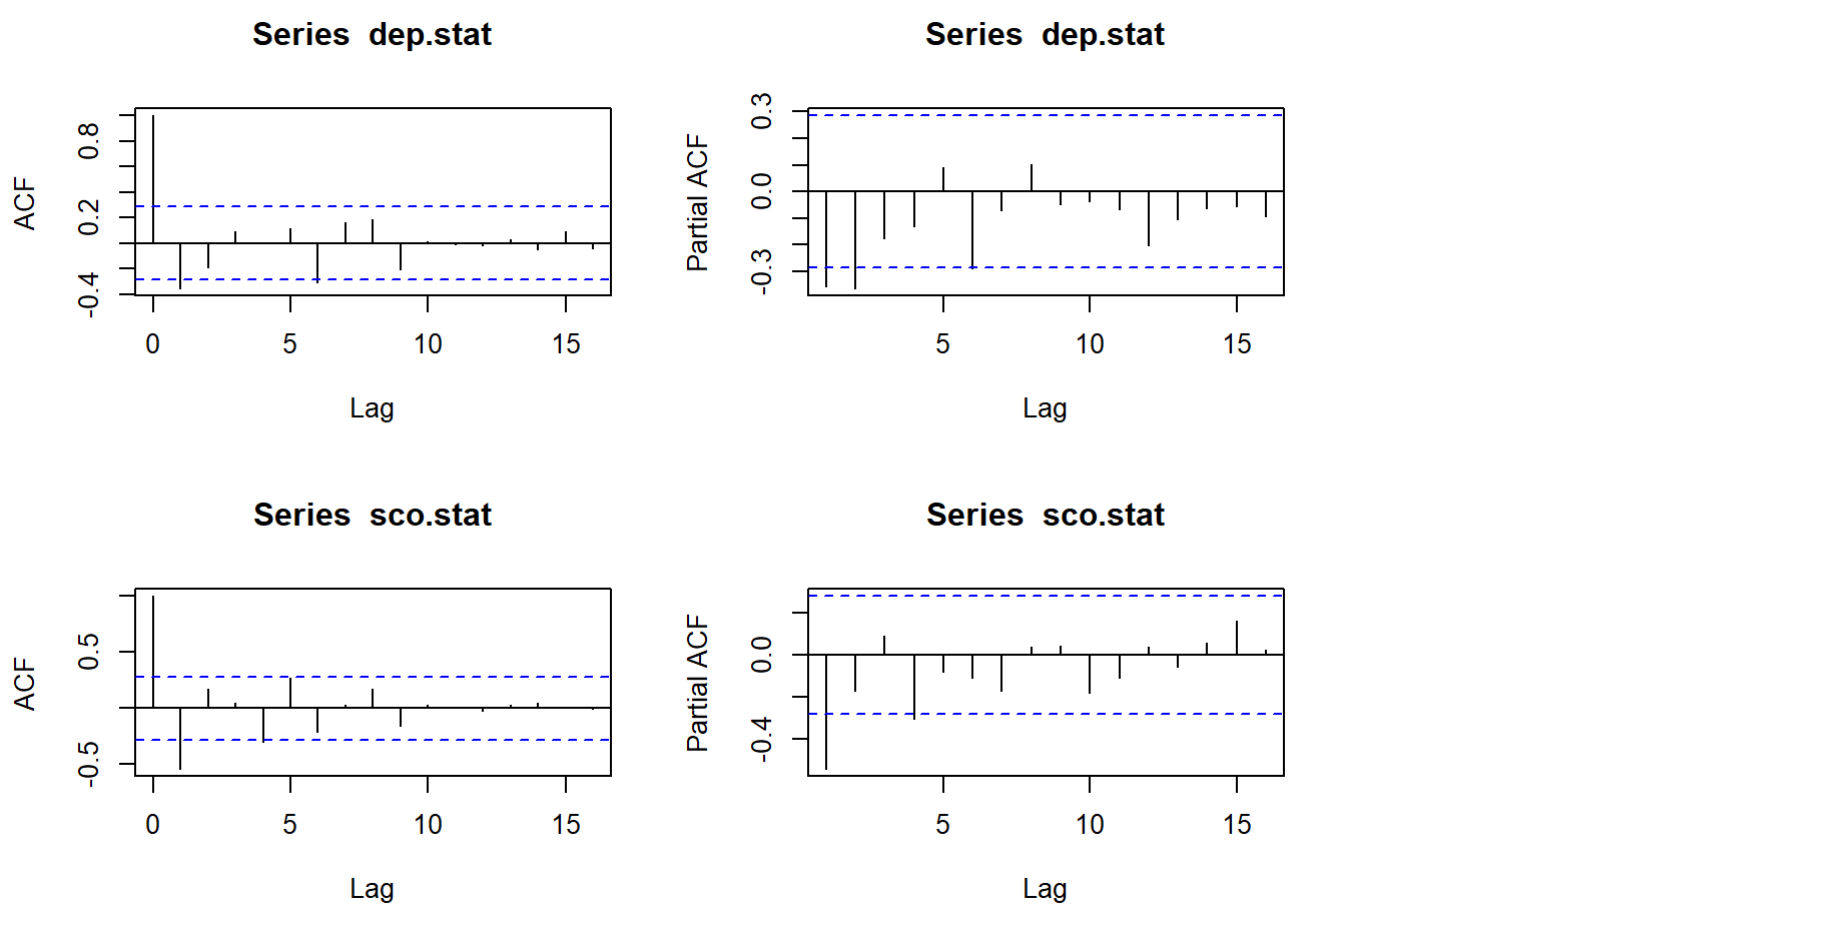 Series  dep.stat
ACF
-0.4 0.2 0.8
0 5 10 15
Lag
Series  dep.stat
Partial ACF
-0.3 0.0 0.3
5 10 15
Lag
Series  sco.stat
ACF
-0.5 0.5
0 5 10 15
Lag
Series  sco.stat
Partial ACF
-0.4 0.0
5 10 15
Lag